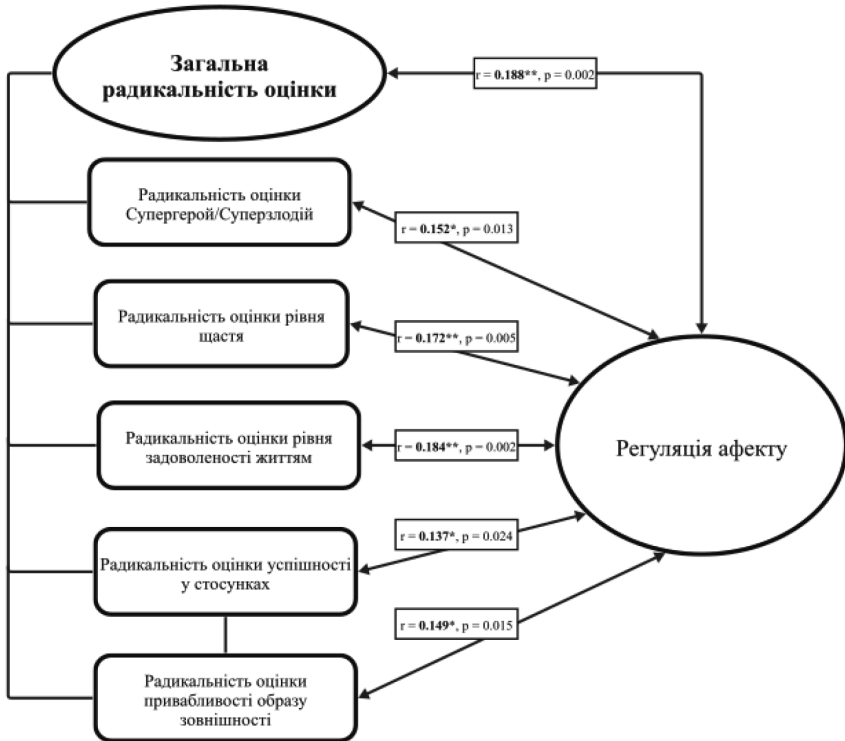 Загальна
радикальність оцінки
r = 0.188**, p = 0.002
Радикальність оцінки
Супергерой/Суперзлодій
r = 0.152*, p = 0.013
Радикальність оцінки рівня
щастя
r = 0.172**, p = 0.005
Радикальність оцінки рівня
задоволеності життям
r = 0.184**, p = 0.002
Регуляція афекту
Радикальність оцінки успішності
у стосунках
r = 0.137*, p = 0.024
r = 0.149*, p = 0.015
Радикальність оцінки
привабливості образу
зовнішності